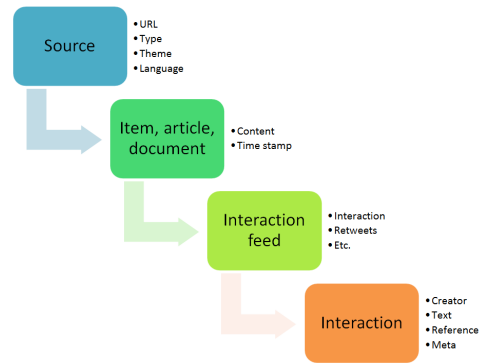 Source
• URL
• Type
• Theme
• Language
Item, article,
document
• Content
• Time stamp
Interaction
feed
• Interaction
• Retweets
• Etc.
Interaction
• Creator
• Text
• Reference
• Meta